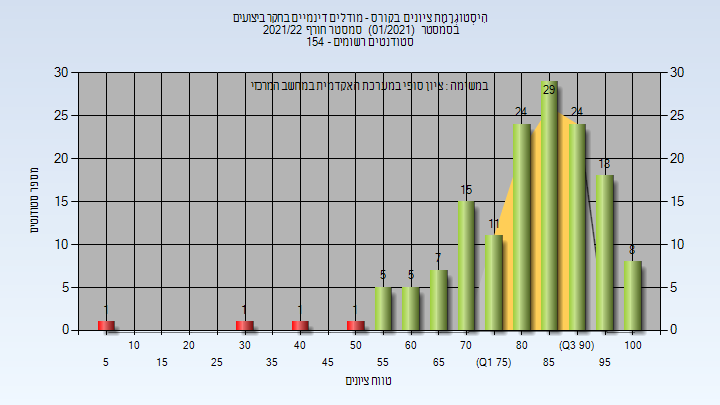 היסטוגרמת ציונים בקורס - מודלים דינמיים בחקר ביצועים
בסמסטר (01/2021) סמסטר חורף 2021/22
סטודנטים רשומים - 154
במשימה : ציון סופי במערכת האקדמית במחשב המרכזי
30 30
29
25 25
24 24
20 20
18
15 15
15
11
10 10
8
7
5 5
5 5
1 1 1 1
0 0
10 20 30 40 50 60 70 80 (Q3 90) 100
5 15 25 35 45 55 65 (Q1 75) 85 95
מספר סטודנטים
טווח ציונים